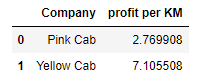 Company profit per KM
0 Pink Cab 2.769908
1 Yellow Cab 7.105508